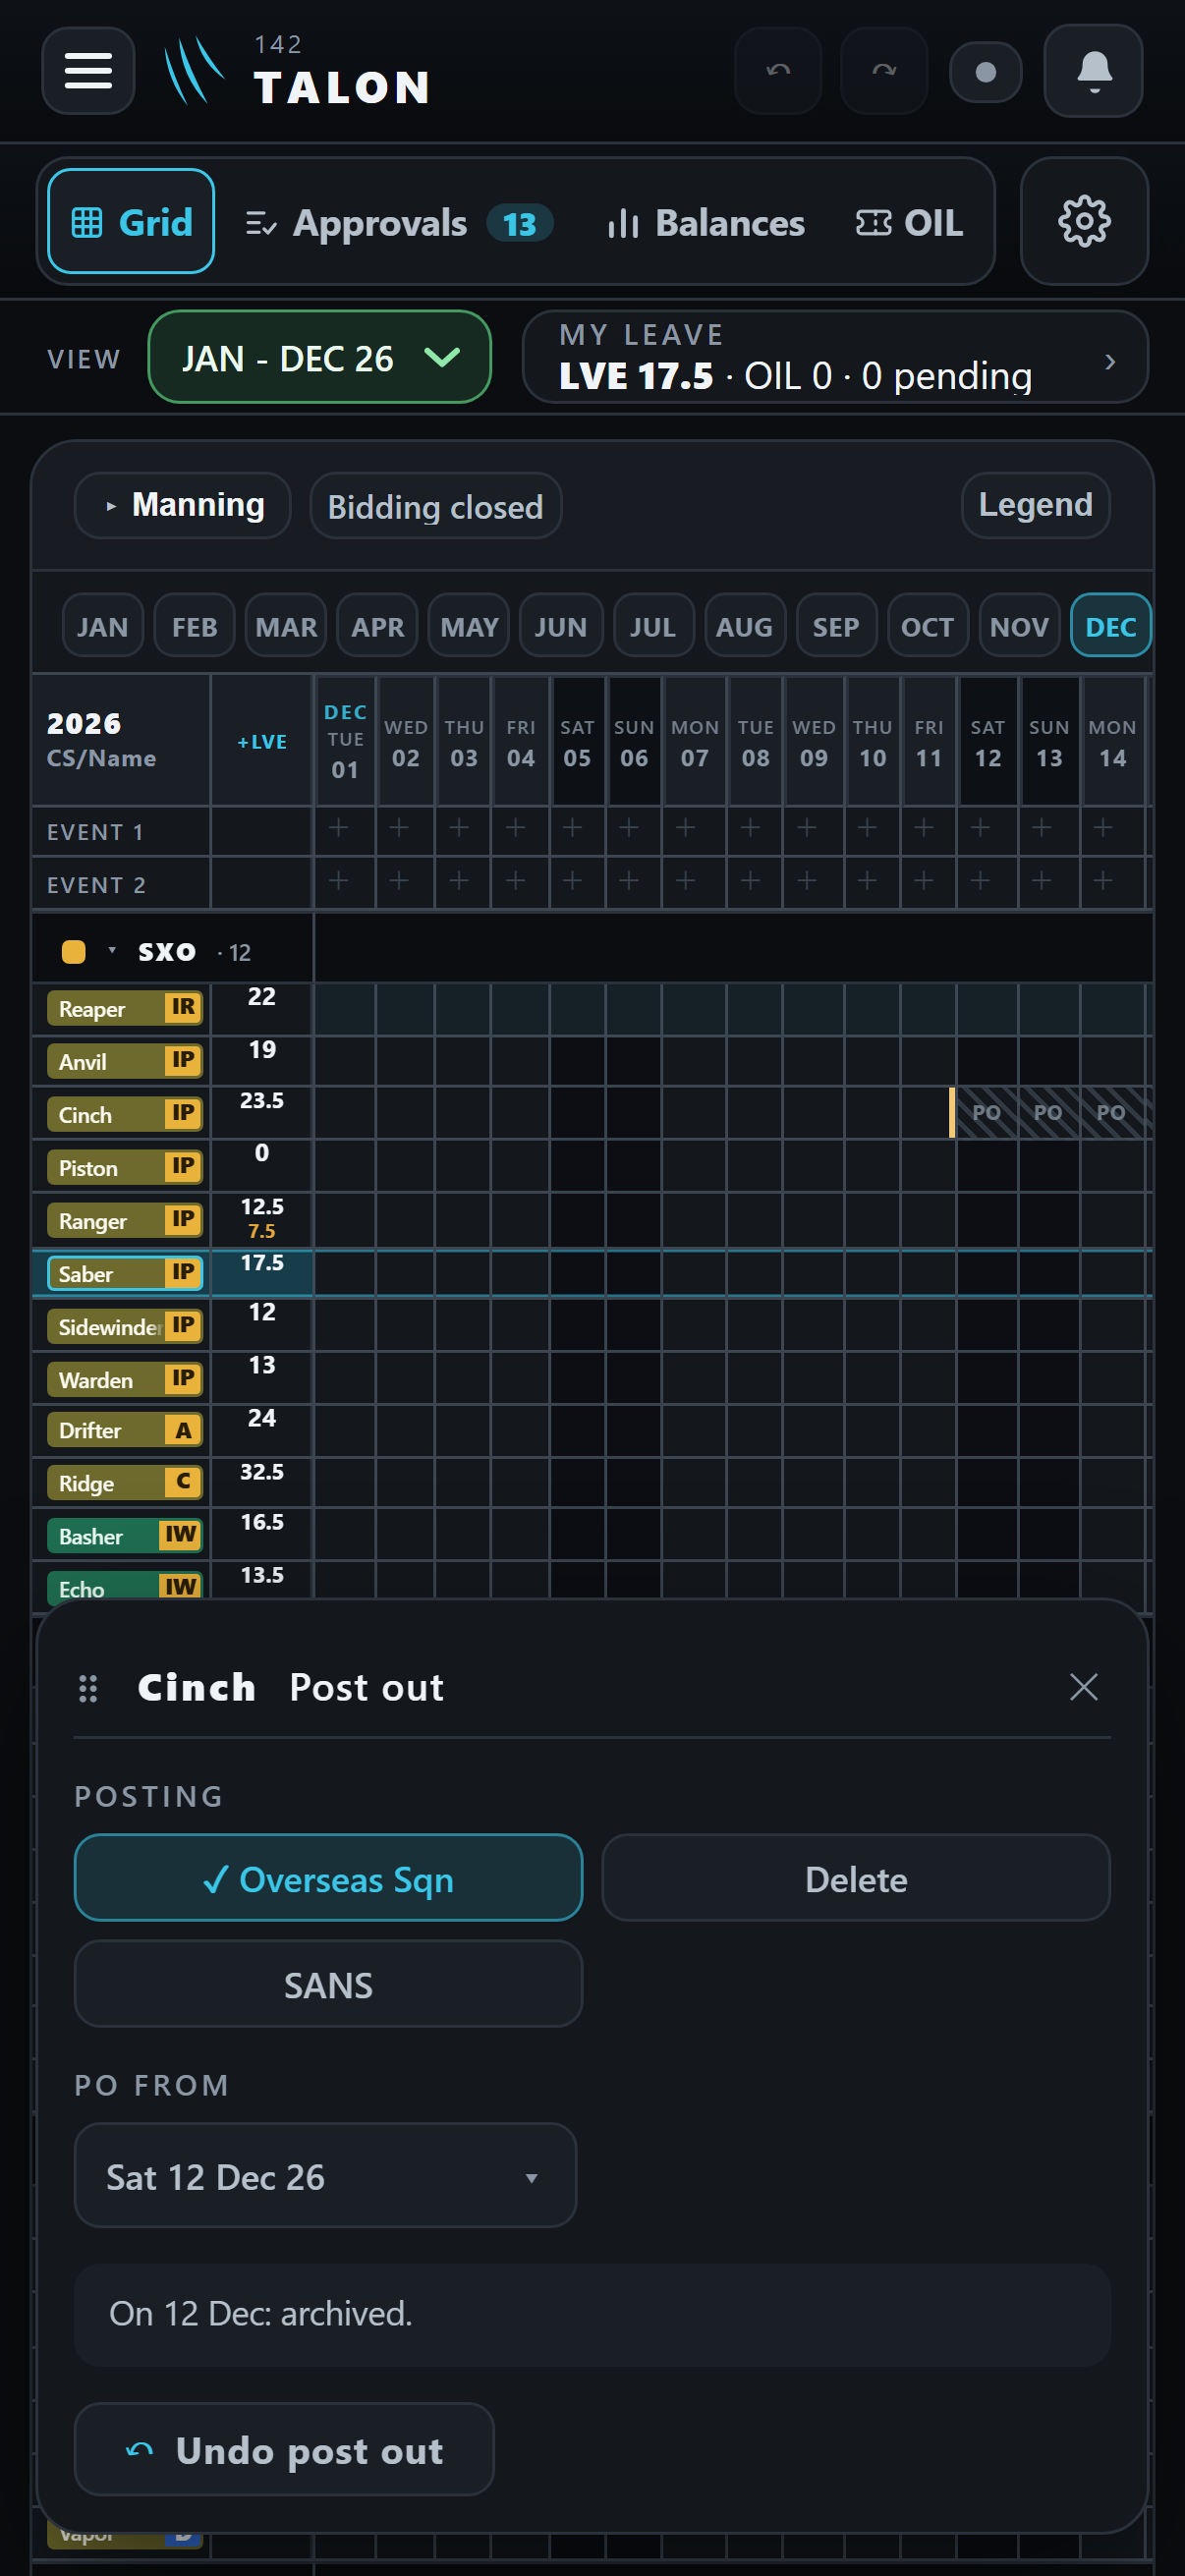 142
TALON
Grid
Approvals 13
Balances
OIL
VIEW
JAN - DEC 26
MY LEAVE
LVE 17.5 · OIL 0 · 0 pending
Manning
Bidding closed
Legend
JAN FEB MAR APR MAY JUN JUL AUG SEP OCT NOV DEC
2026
CS/Name
+LVE
DEC
TUE WED THU FRI SAT SUN MON TUE WED THU FRI SAT SUN MON
01 02 03 04 05 06 07 08 09 10 11 12 13 14
EVENT 1 + + + + + + + + + + + + + +
EVENT 2 + + + + + + + + + + + + + +
SXO · 12
Reaper IR 22
Anvil IP 19
Cinch IP 23.5 PO PO PO
Piston IP 0
Ranger IP 12.5
7.5
Saber IP 17.5
Sidewinder IP 12
Warden IP 13
Drifter A 24
Ridge C 32.5
Basher IW 16.5
Echo IW 13.5
Cinch Post out
POSTING
✓ Overseas Sqn
Delete
SANS
PO FROM
Sat 12 Dec 26
On 12 Dec: archived.
Undo post out